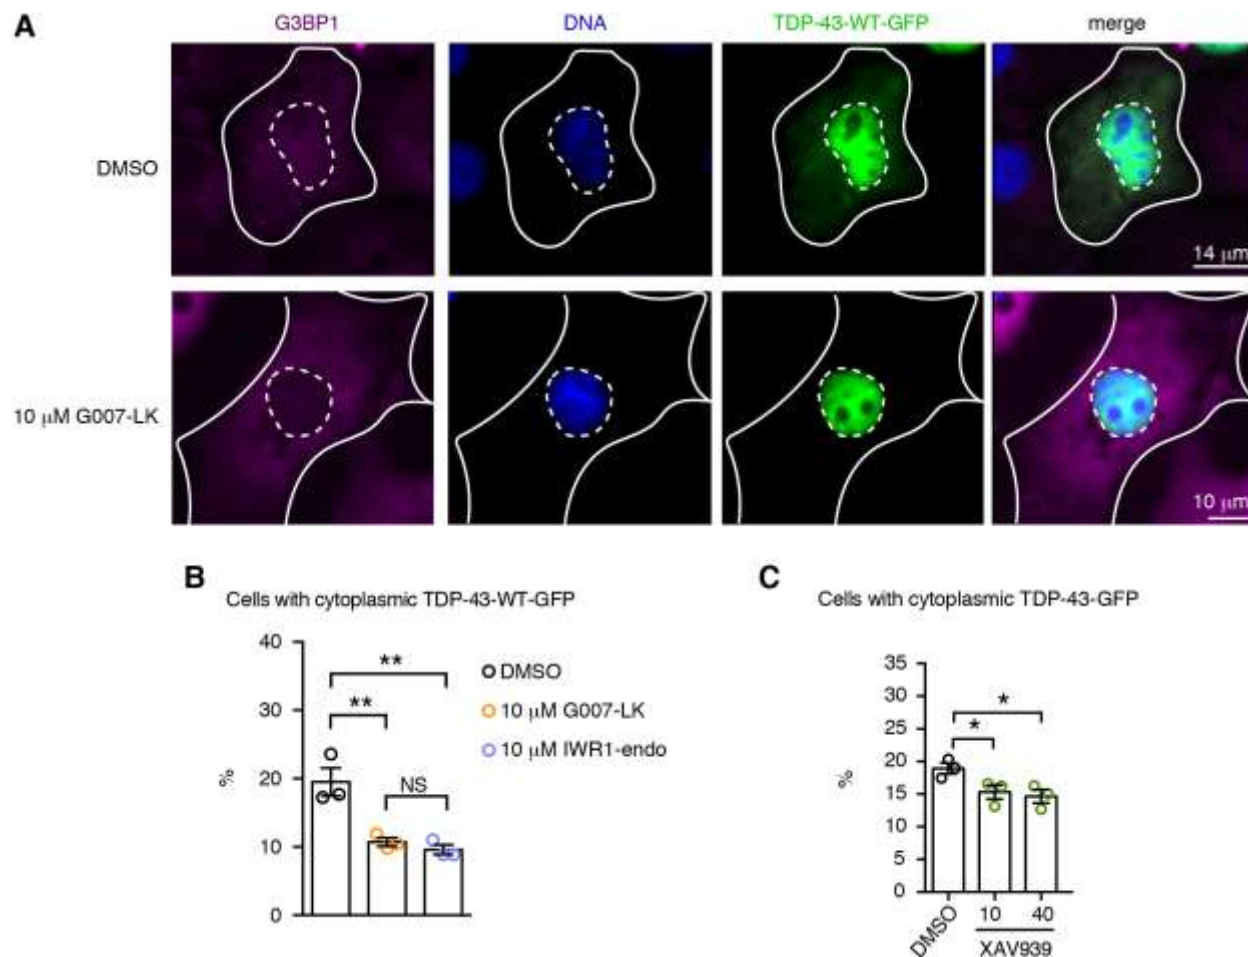 A
G3BP1 DNA TDP-43-WT-GFP merge
DMSO
14 μm
10 μM G007-LK
10 μm
B
Cells with cytoplasmic TDP-43-WT-GFP
40
30
20
10
0
%
**
**
NS
DMSO
10 μM G007-LK
10 μM IWR1-endo
C
Cells with cytoplasmic TDP-43-GFP
35
30
25
20
15
10
5
0
%
*
*
DMSO
10 40
XAV939